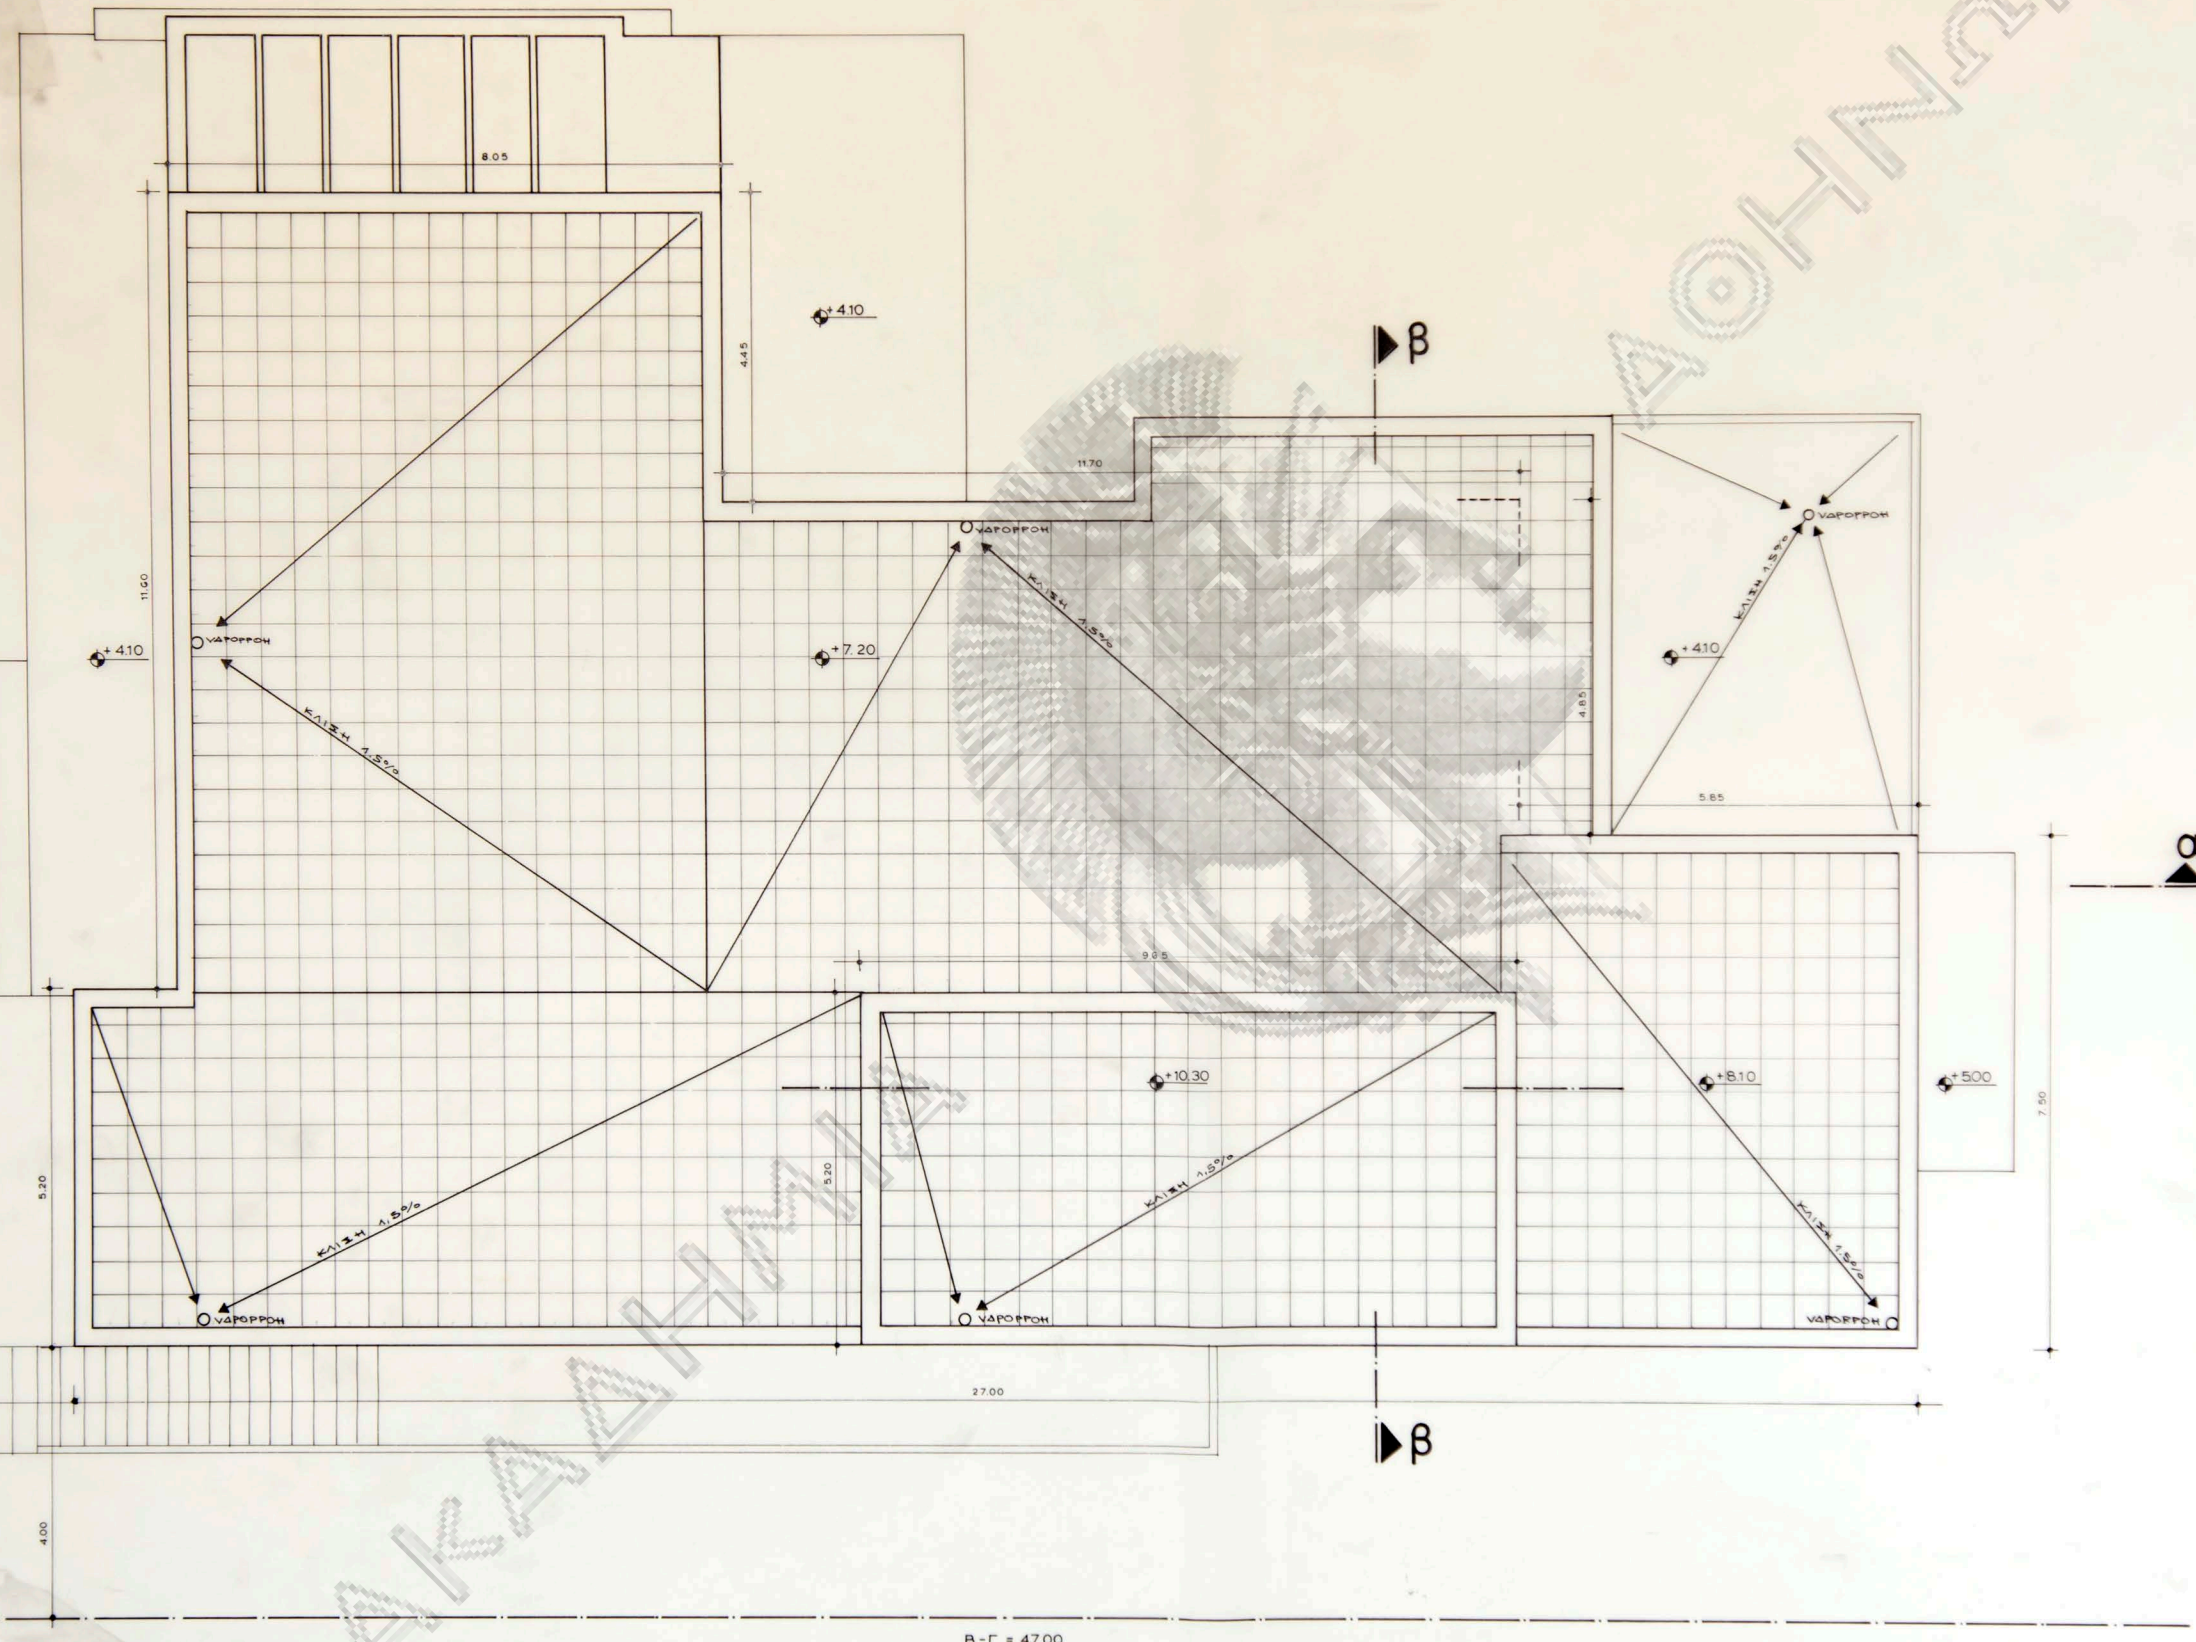 8.05
+4.10
4.45
β
11.70
ΥΔΡΟΡΡΟΗ
ΥΔΡΟΡΡΟΗ
ΚΛΙΣΗ 1.5%
ΚΛΙΣΗ 1.5%
11.60
ΥΔΡΟΡΡΟΗ
+4.10
+7.20
+4.10
4.85
ΚΛΙΣΗ 1.5%
5.85
α
9.65
+10.30
+8.10
+5.00
7.50
5.20
5.20
ΚΛΙΣΗ 1,5%
ΚΛΙΣΗ 1,5%
ΚΛΙΣΗ 1.5%
ΥΔΡΟΡΡΟΗ
ΥΔΡΟΡΡΟΗ
ΥΔΡΟΡΡΟΗ
27.00
β
4.00
Β-Γ = 47.00
ΑΚΑΔΗΜΙΑ ΑΘΗΝΩΝ